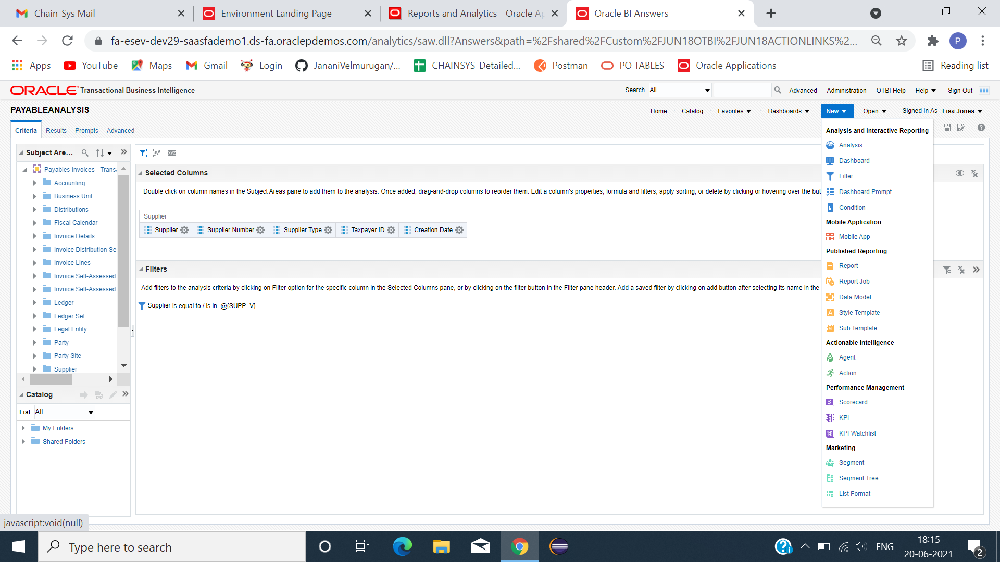 Chain-Sys Mail
Environment Landing Page
Reports and Analytics - Oracle Ap
Oracle BI Answers
fa-esev-dev29-saasfademo1.ds-fa.oraclepdemos.com/analytics/saw.dll?Answers&path=%2Fshared%2FCustom%2FJUN18OTBI%2FJUN18ACTIONLINKS%2...
P
Apps
YouTube
Maps
Gmail
Login
JananiVelmurugan/...
CHAINSYS_Detailed...
Postman
PO TABLES
Oracle Applications
Reading list
ORACLE Transactional Business Intelligence
Search
All
Advanced
Administration
OTBI Help
Help
Sign Out
PAYABLEANALYSIS
Home
Catalog
Favorites
Dashboards
New
Open
Signed In As Lisa Jones
Criteria
Results
Prompts
Advanced
Subject Are...
Payables Invoices - Transa
Accounting
Business Unit
Distributions
Fiscal Calendar
Invoice Details
Invoice Distribution Sel
Invoice Lines
Invoice Self-Assessed
Invoice Self-Assessed
Ledger
Ledger Set
Legal Entity
Party
Party Site
Supplier
Catalog
List All
My Folders
Shared Folders
xyz
Selected Columns
Double click on column names in the Subject Areas pane to add them to the analysis. Once added, drag-and-drop columns to reorder them. Edit a column's properties, formula and filters, apply sorting, or delete by clicking or hovering over the but
Supplier
Supplier
Supplier Number
Supplier Type
Taxpayer ID
Creation Date
Filters
Add filters to the analysis criteria by clicking on Filter option for the specific column in the Selected Columns pane, or by clicking on the filter button in the Filter pane header. Add a saved filter by clicking on add button after selecting its name in the
Supplier is equal to / is in @{SUPP_V}
Analysis and Interactive Reporting
Analysis
Dashboard
Filter
Dashboard Prompt
Condition
Mobile Application
Mobile App
Published Reporting
Report
Report Job
Data Model
Style Template
Sub Template
Actionable Intelligence
Agent
Action
Performance Management
Scorecard
KPI
KPI Watchlist
Marketing
Segment
Segment Tree
List Format
javascript:void(null)
Type here to search
ENG
18:15
20-06-2021
2